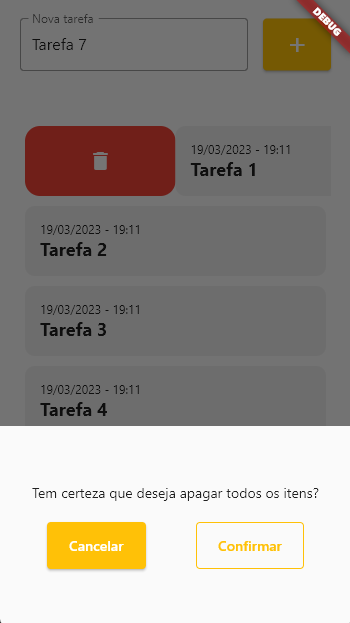 Nova tarefa
Tarefa 7
DEBUG
19/03/2023 - 19:11
Tarefa 1
19/03/2023 - 19:11
Tarefa 2
19/03/2023 - 19:11
Tarefa 3
19/03/2023 - 19:11
Tarefa 4
Tem certeza que deseja apagar todos os itens?
Cancelar
Confirmar